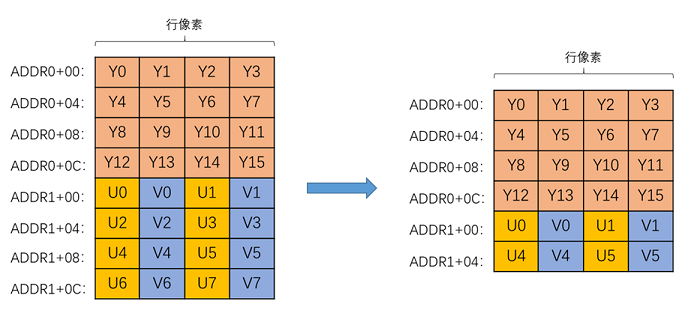 行像素
ADDR0+00: Y0 Y1 Y2 Y3
ADDR0+04: Y4 Y5 Y6 Y7
ADDR0+08: Y8 Y9 Y10 Y11
ADDR0+0C: Y12 Y13 Y14 Y15
ADDR1+00: U0 V0 U1 V1
ADDR1+04: U2 V2 U3 V3
ADDR1+08: U4 V4 U5 V5
ADDR1+0C: U6 V6 U7 V7
行像素
ADDR0+00: Y0 Y1 Y2 Y3
ADDR0+04: Y4 Y5 Y6 Y7
ADDR0+08: Y8 Y9 Y10 Y11
ADDR0+0C: Y12 Y13 Y14 Y15
ADDR1+00: U0 V0 U1 V1
ADDR1+04: U4 V4 U5 V5